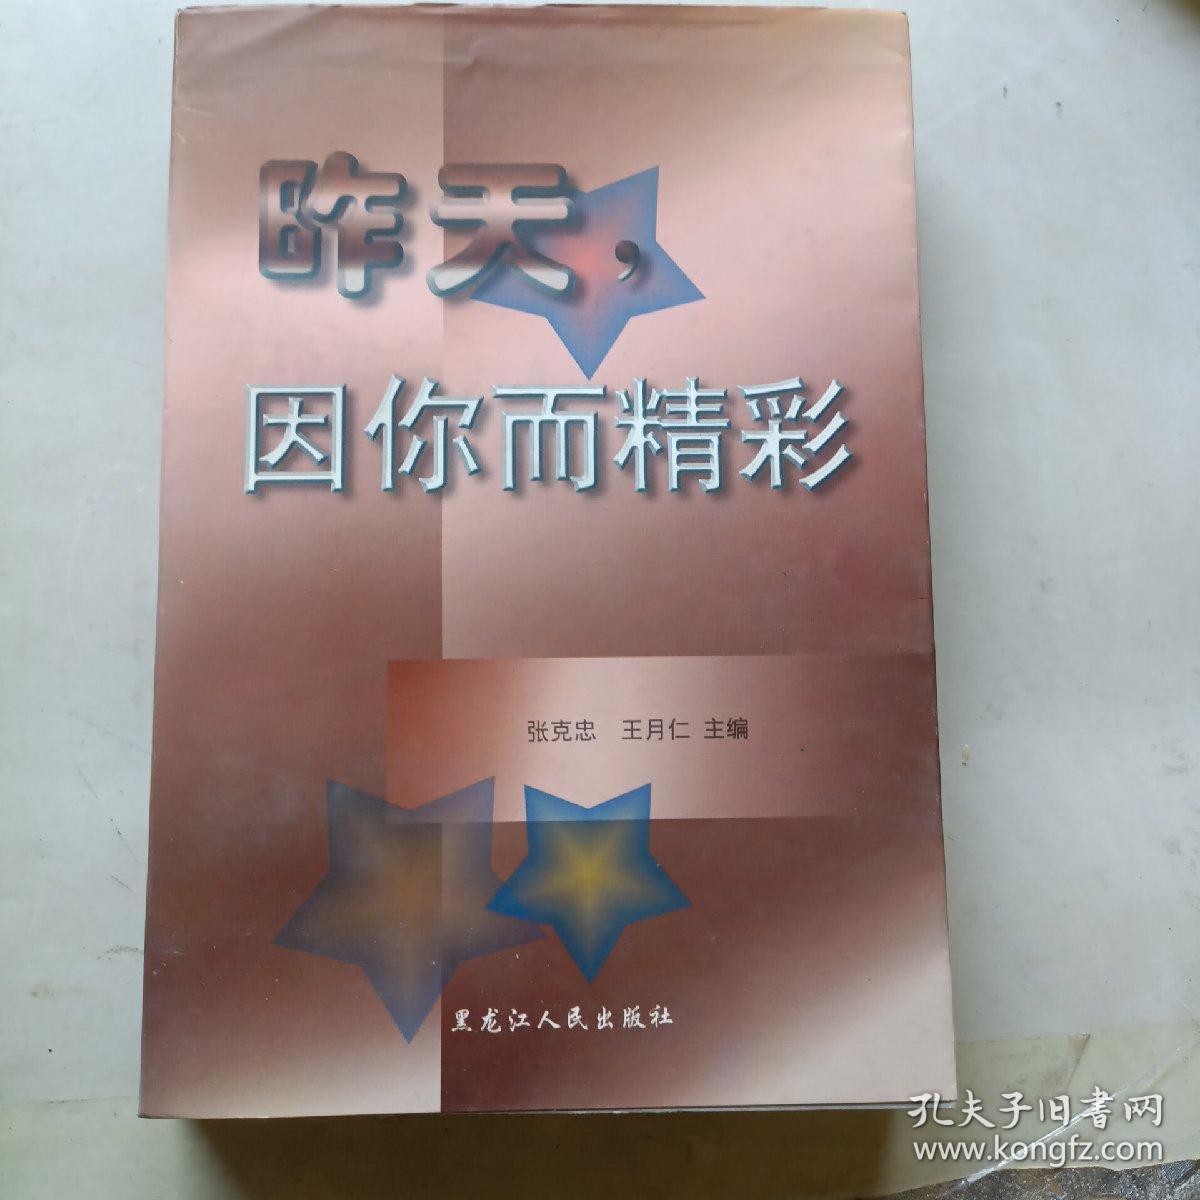 昨天，
因你而精彩
张克忠 王月仁 主编
黑龙江人民出版社
孔夫子旧书网
www.kongfz.com